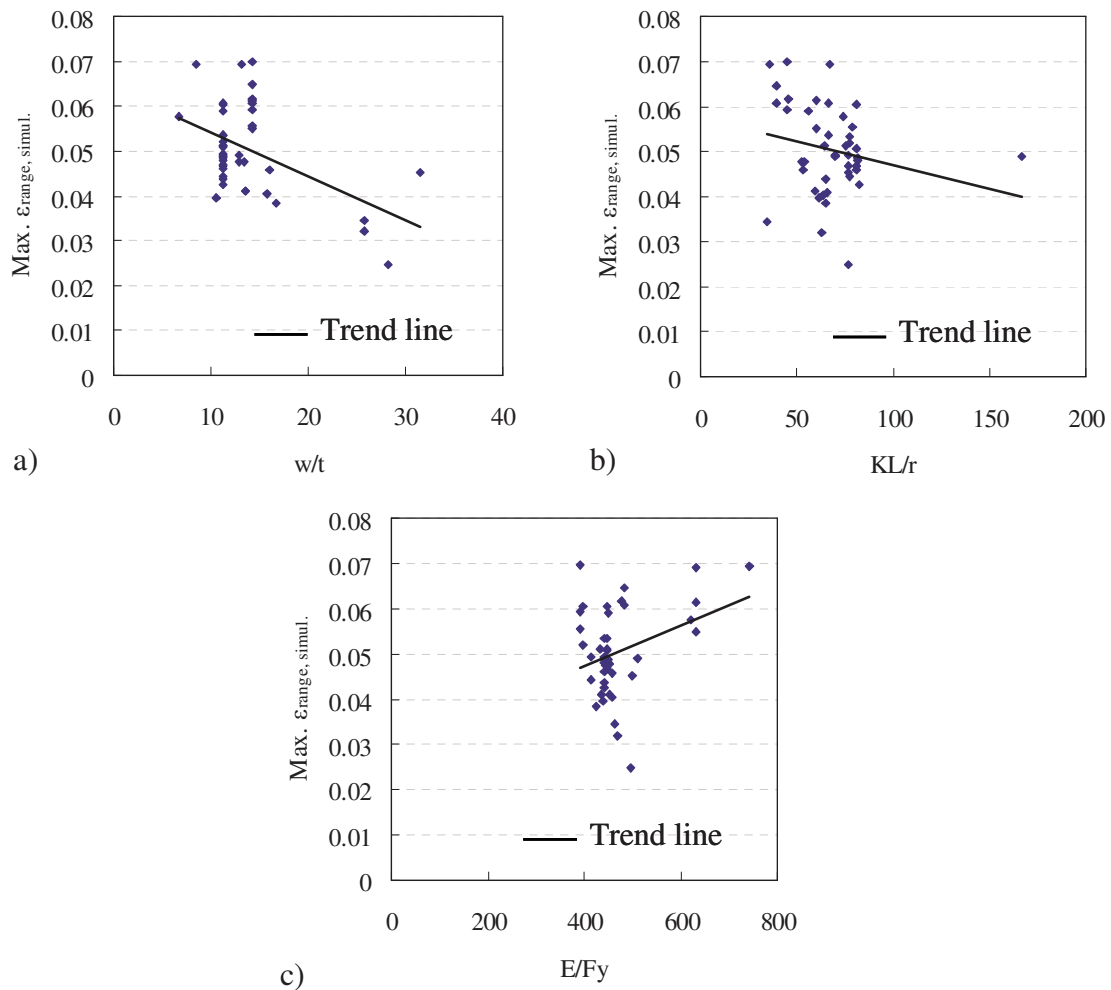 0.08
0.07
0.06
0.05
0.04
0.03
0.02
0.01
0
Max. εrange, simul.
Trend line
0 10 20 30 40
a)
w/t
0.08
0.07
0.06
0.05
0.04
0.03
0.02
0.01
0
Max. εrange, simul.
Trend line
0 50 100 150 200
b)
KL/r
0.08
0.07
0.06
0.05
0.04
0.03
0.02
0.01
0
Max. εrange, simul.
Trend line
0 200 400 600 800
c)
E/Fy